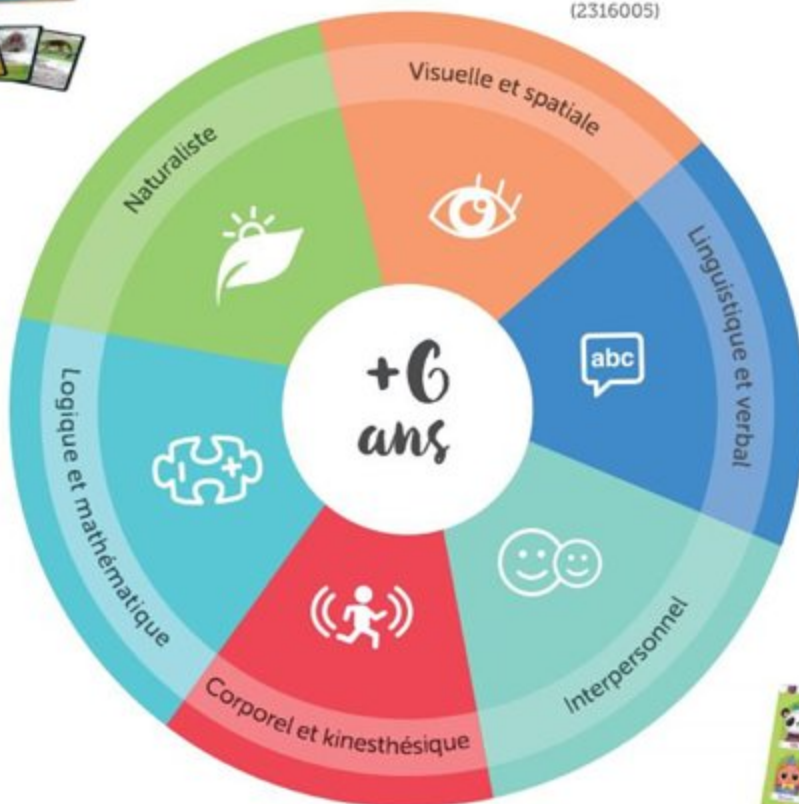 (2316005)
Visuelle et spatiale
Linguistique et verbal
abc
Interpersonnel
Corporel et kinesthésique
Logique et mathématique
Naturaliste
+6
ans